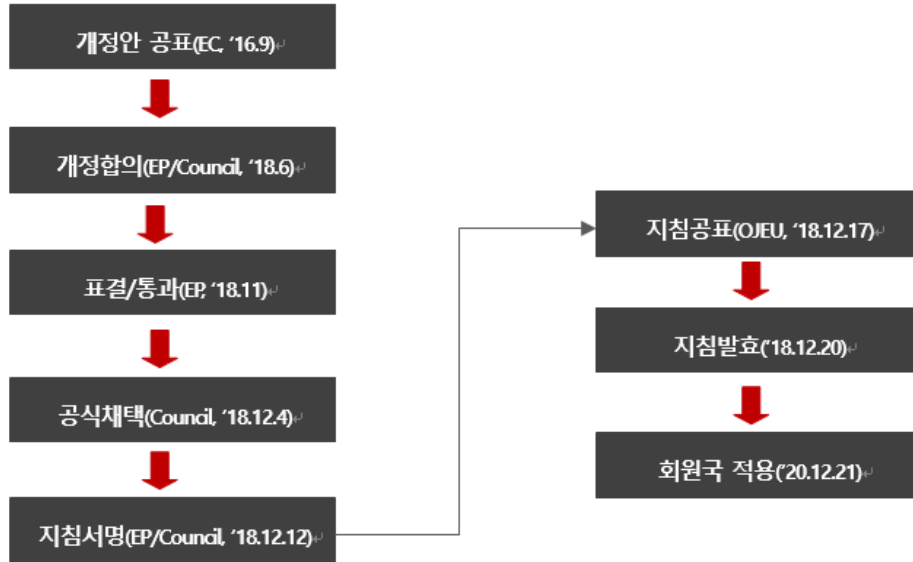 개정안 공표(EC, ‘16.9)
개정합의(EP/Council, ‘18.6)
표결/통과(EP, ‘18.11)
공식채택(Council, ‘18.12.4)
지침서명(EP/Council, ‘18.12.12)
지침공표(OJEU, ‘18.12.17)
지침발효(’18.12.20)
회원국 적용(’20.12.21)